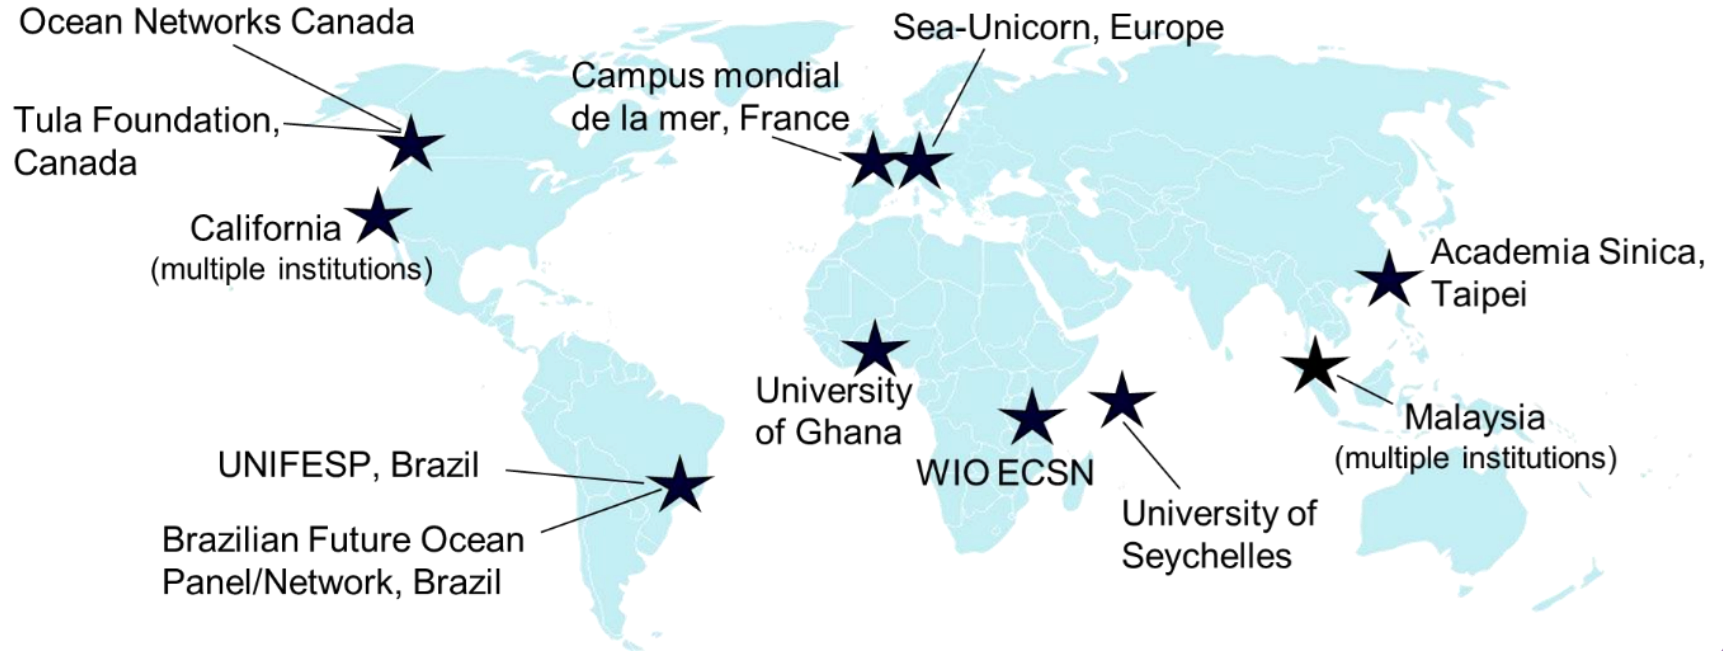 Ocean Networks Canada
Tula Foundation,
Canada
California
(multiple institutions)
Campus mondial
de la mer, France
Sea-Unicorn, Europe
Academia Sinica,
Taipei
Malaysia
(multiple institutions)
University
of Ghana
WIO ECSN
University of
Seychelles
UNIFESP, Brazil
Brazilian Future Ocean
Panel/Network, Brazil